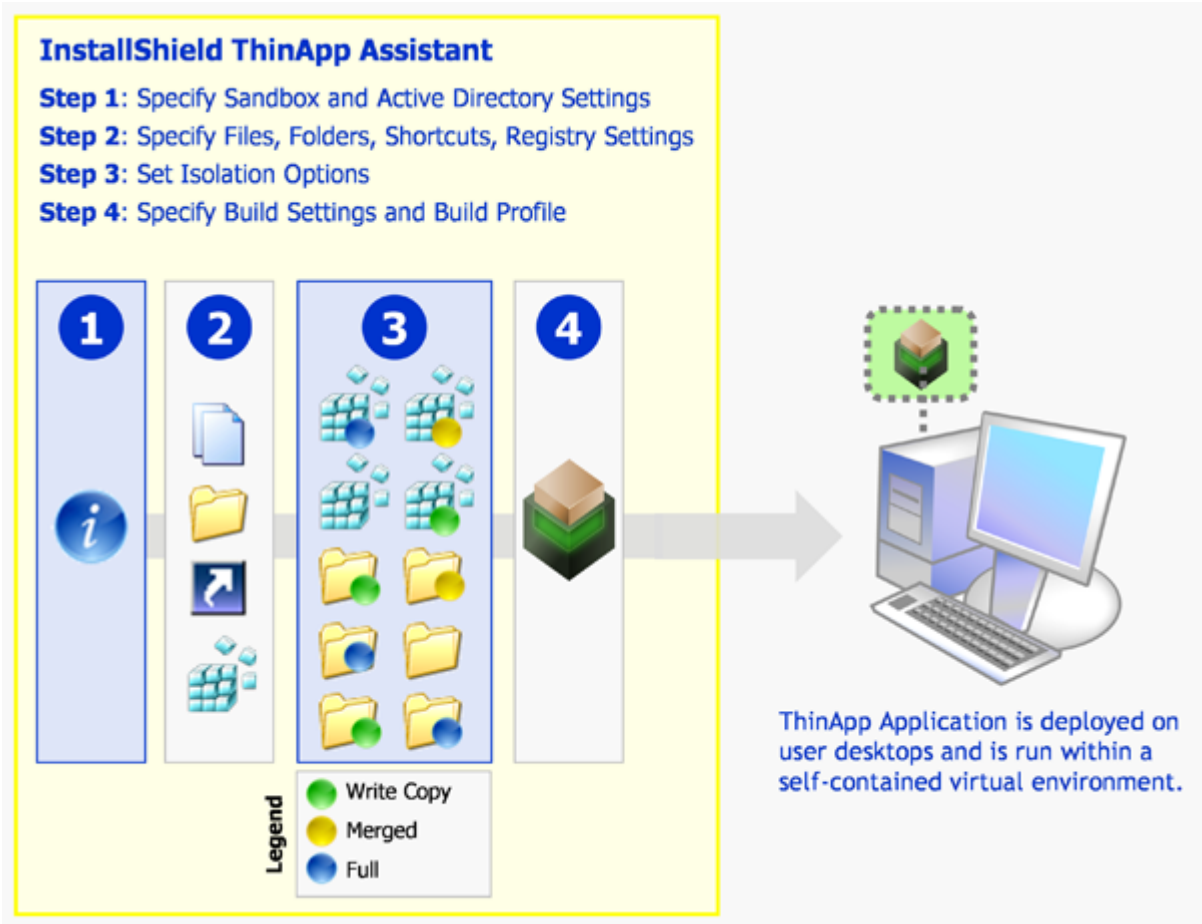 InstallShield ThinApp Assistant
Step 1: Specify Sandbox and Active Directory Settings
Step 2: Specify Files, Folders, Shortcuts, Registry Settings
Step 3: Set Isolation Options
Step 4: Specify Build Settings and Build Profile
1
2
3
4
i
Legend
Write Copy
Merged
Full
ThinApp Application is deployed on
user desktops and is run within a
self-contained virtual environment.